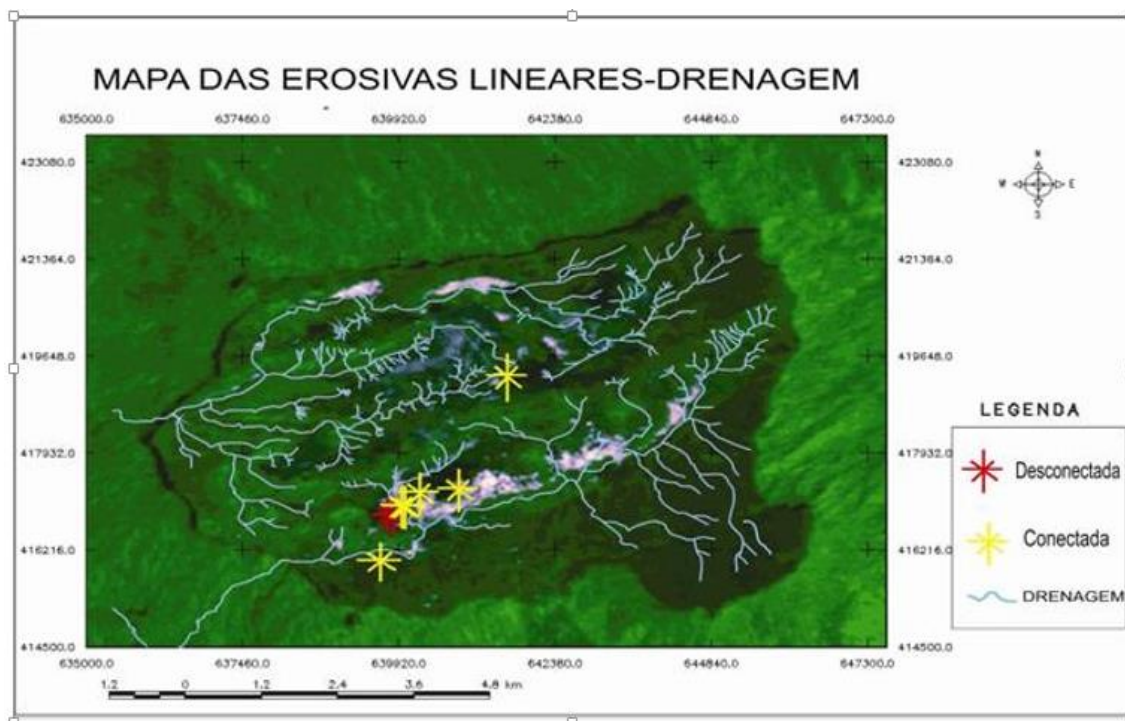 MAPA DAS EROSIVAS LINEARES-DRENAGEM
635000.0 637460.0 639920.0 642380.0 644840.0 647300.0
423080.0 423080.0
N
W E
S
421364.0 421364.0
419648.0 419648.0
417932.0 417932.0
416216.0 416216.0
414500.0 414500.0
635000.0 637460.0 639920.0 642380.0 644840.0 647300.0
1.2 0 1.2 2.4 3.6 4.8 km
LEGENDA
Desconectada
Conectada
DRENAGEM